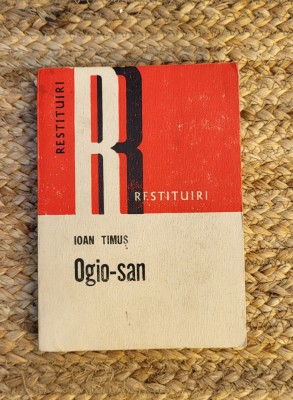 RESTITUIRI
R
RESTITUIRI
IOAN TIMUȘ
Ogio-san